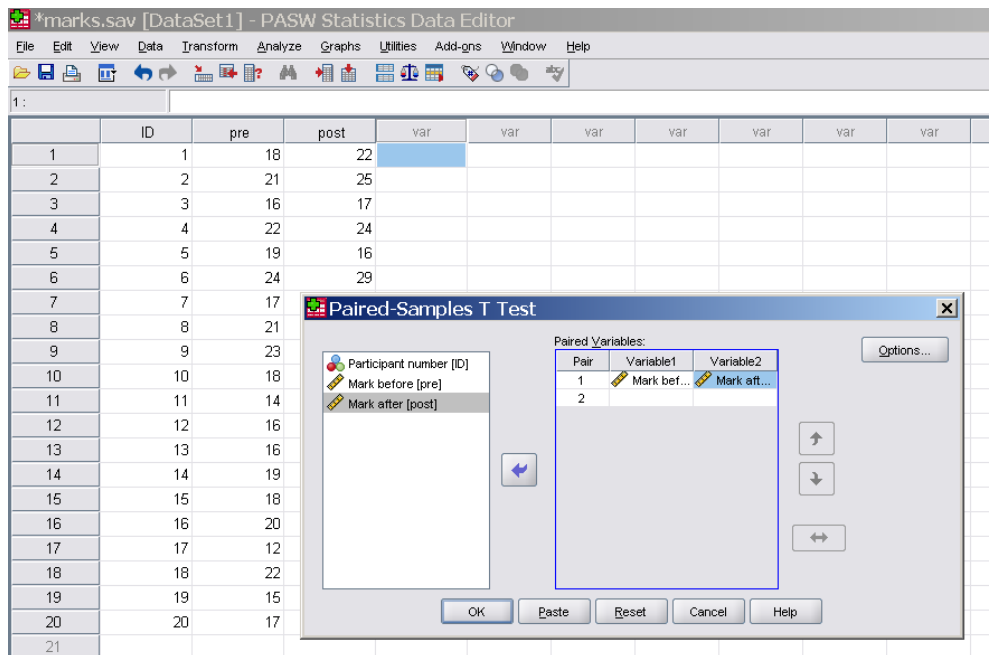 *marks.sav [DataSet1] - PASW Statistics Data Editor
File Edit View Data Transform Analyze Graphs Utilities Add-ons Window Help
1 :
ID pre post var var var var var var var
1 1 18 22
2 2 21 25
3 3 16 17
4 4 22 24
5 5 19 16
6 6 24 29
7 7 17
8 8 21
9 9 23
10 10 18
11 11 14
12 12 16
13 13 16
14 14 19
15 15 18
16 16 20
17 17 12
18 18 22
19 19 15
20 20 17
21
Paired-Samples T Test
Participant number [ID]
Mark before [pre]
Mark after [post]
Paired Variables:
Pair Variable1 Variable2
1 Mark bef... Mark aft...
2
Options...
OK Paste Reset Cancel Help